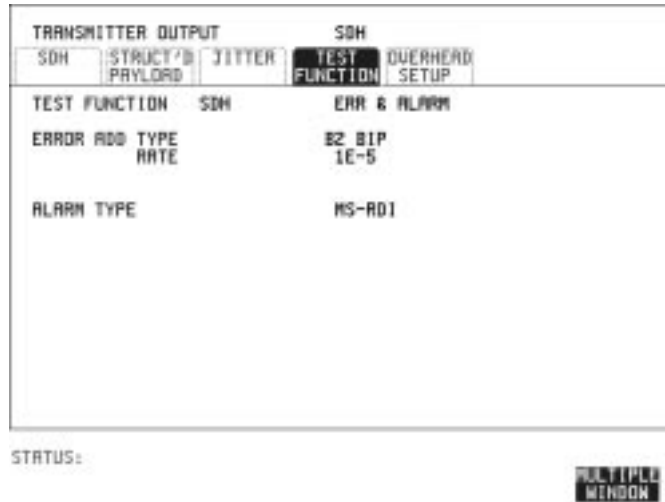 TRANSMITTER OUTPUT SDH
SDH STRUCT'D PAYLOAD JITTER TEST FUNCTION OVERHEAD SETUP
TEST FUNCTION SDH ERR & ALARM
ERROR ADD TYPE B2 BIP
RATE 1E-5
ALARM TYPE MS-RDI
STATUS:
MULTIPLE
WINDOW